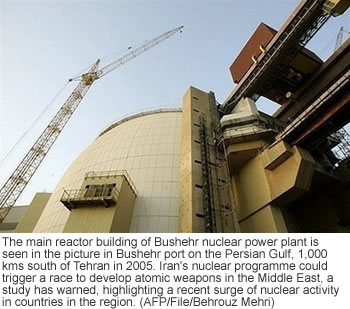 The main reactor building of Bushehr nuclear power plant is
seen in the picture in Bushehr port on the Persian Gulf, 1,000
kms south of Tehran in 2005. Iran's nuclear programme could
trigger a race to develop atomic weapons in the Middle East, a
study has warned, highlighting a recent surge of nuclear activity
in countries in the region. (AFP/File/Behrouz Mehri)